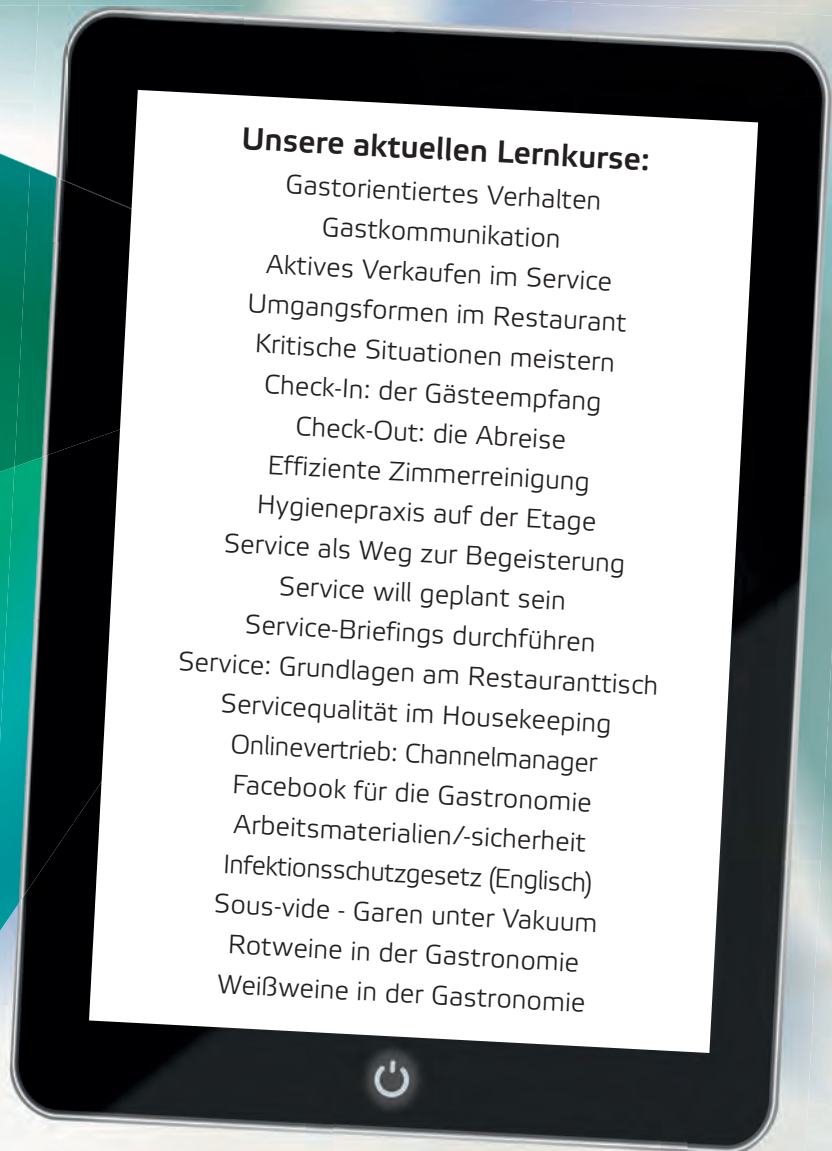 Unsere aktuellen Lernkurse:
Gastorientiertes Verhalten
Gastkommunikation
Aktives Verkaufen im Service
Umgangsformen im Restaurant
Kritische Situationen meistern
Check-In: der Gästeempfang
Check-Out: die Abreise
Effiziente Zimmerreinigung
Hygienepraxis auf der Etage
Service als Weg zur Begeisterung
Service will geplant sein
Service-Briefings durchführen
Service: Grundlagen am Restauranttisch
Servicequalität im Housekeeping
Onlinevertrieb: Channelmanager
Facebook für die Gastronomie
Arbeitsmaterialien/-sicherheit
Infektionsschutzgesetz (Englisch)
Sous-vide - Garen unter Vakuum
Rotweine in der Gastronomie
Weißweine in der Gastronomie